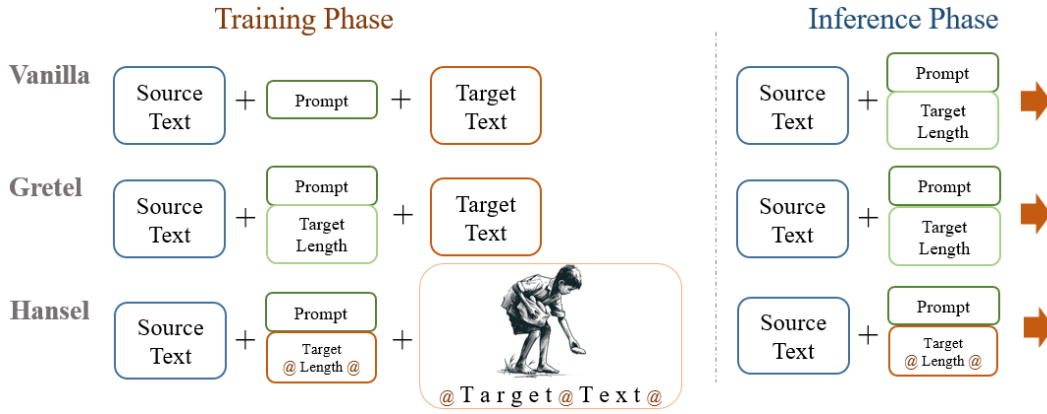 Training Phase
Inference Phase
Vanilla
Source
Text
+
Prompt
+
Target
Text
Source
Text
+
Prompt
Target
Length
Gretel
Source
Text
+
Prompt
Target
Length
+
Target
Text
Source
Text
+
Prompt
Target
Length
Hansel
Source
Text
+
Prompt
Target
@ Length @
+
@ T a r g e t @ T e x t @
Source
Text
+
Prompt
Target
@ Length @